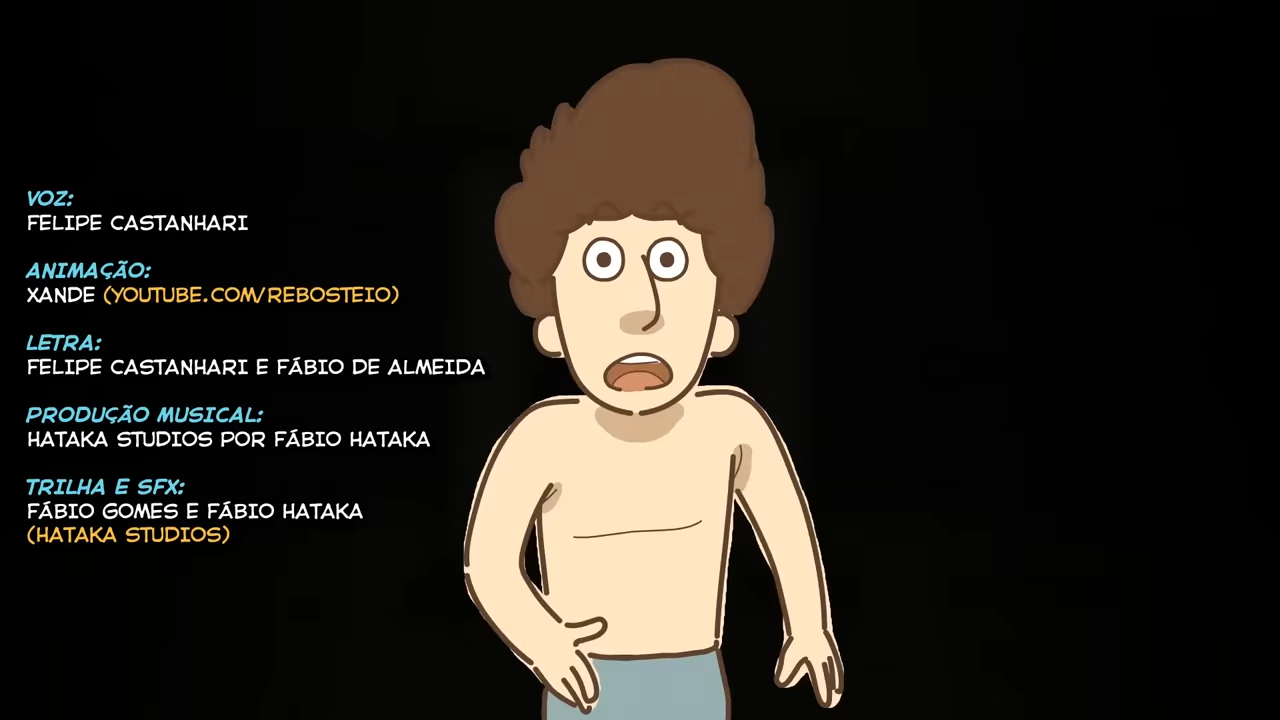 VOZ:
FELIPE CASTANHARI
ANIMAÇÃO:
XANDE (YOUTUBE.COM/REBOSTEIO)
LETRA:
FELIPE CASTANHARI E FÁBIO DE ALMEIDA
PRODUÇÃO MUSICAL:
HATAKA STUDIOS POR FÁBIO HATAKA
TRILHA E SFX:
FÁBIO GOMES E FÁBIO HATAKA
(HATAKA STUDIOS)